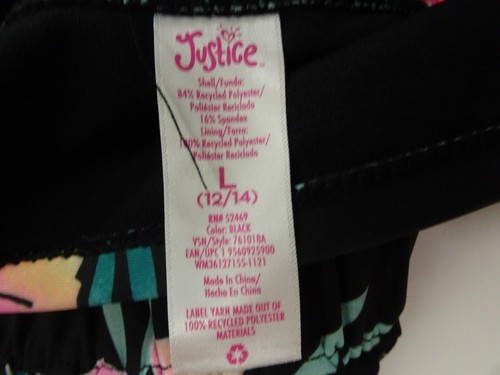 Justice
Shell/Funda:
84% Recycled Polyester/
Poliéster Reciclado
16% Spandex
Lining/Forro:
100% Recycled Polyester/
Poliéster Reciclado
L
(12/14)
RN# 52469
Color: BLACK
VSN/Style: 761018A
EAN/UPC 1 9560925900
WM36127155-1121
Made in China/
Hecho En China
LABEL YARN MADE OUT OF
100% RECYCLED POLYESTER
MATERIALS